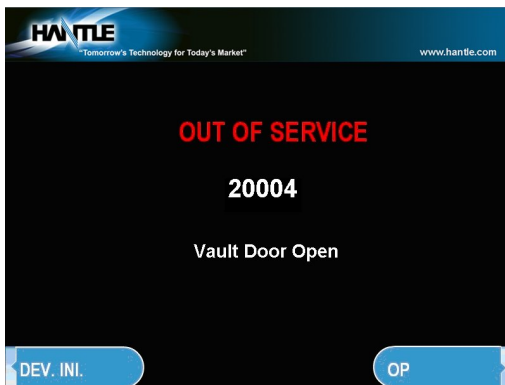 HANTLE
"Tomorrow's Technology for Today's Market"
www.hantle.com
OUT OF SERVICE
20004
Vault Door Open
DEV. INI.
OP